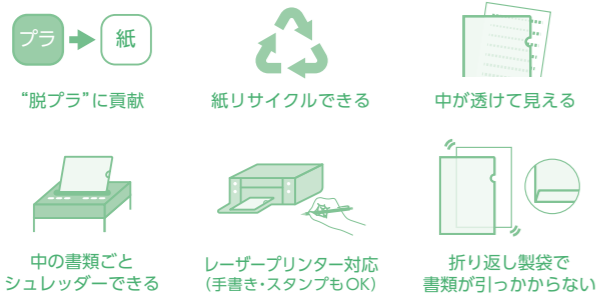 プラ 紙
“脱プラ”に貢献
紙リサイクルできる
中が透けて見える
中の書類ごと
シュレッダーできる
レーザープリンター対応
（手書き・スタンプもOK）
折り返し製袋で
書類が引っかからない